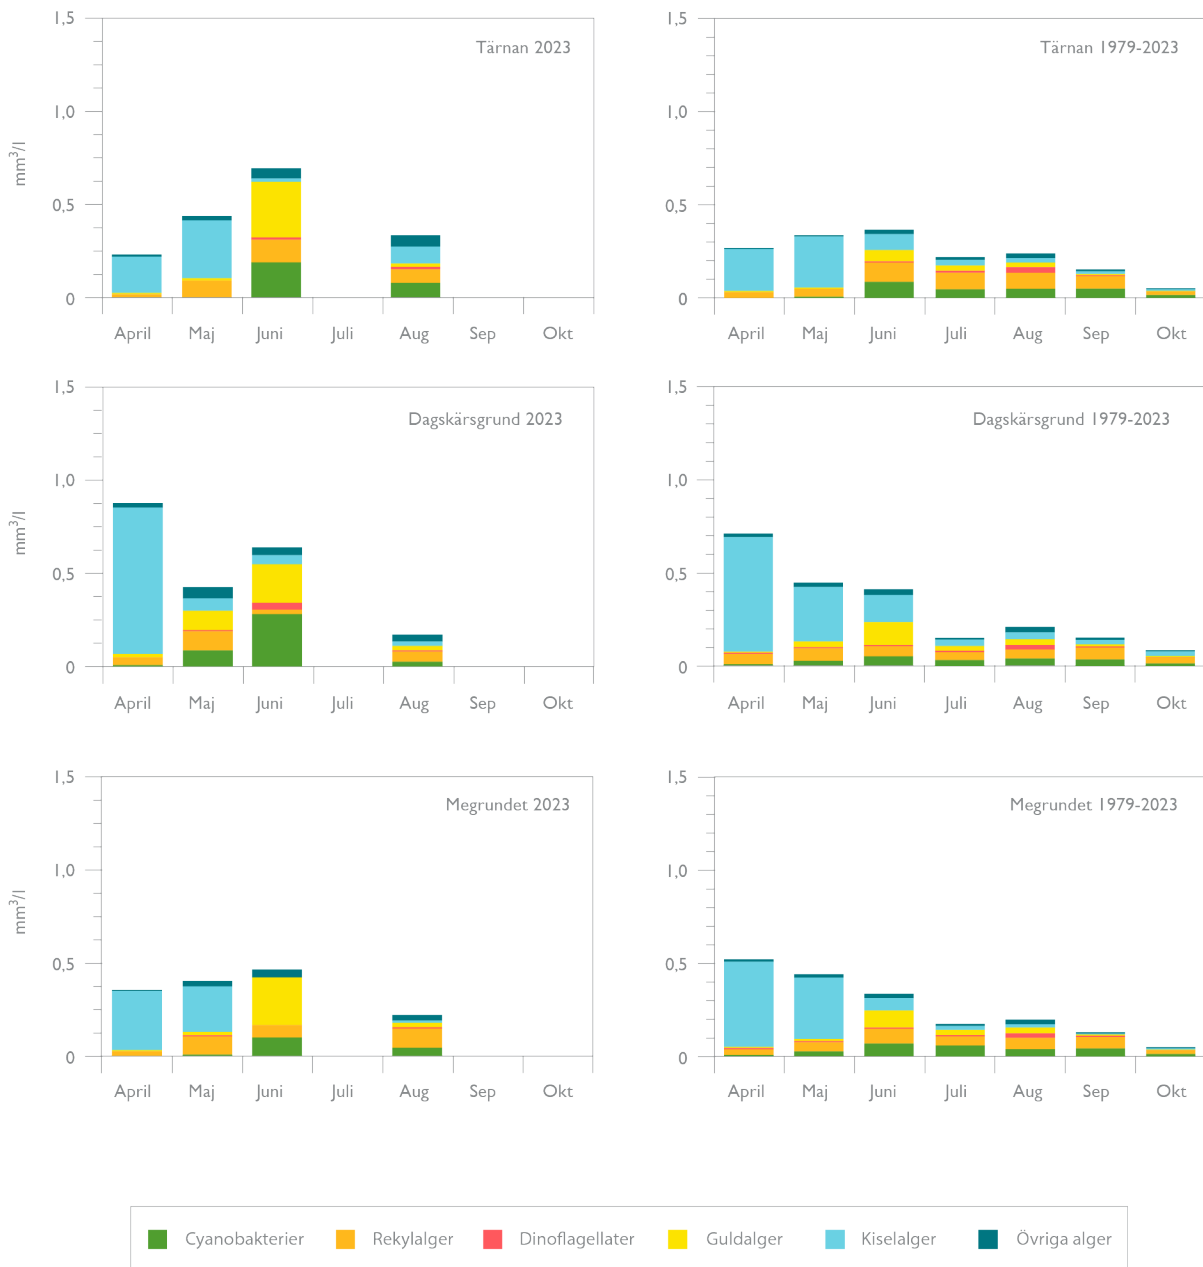 Tärnan 2023
1,5
1,0
0,5
0
mm³/l
April Maj Juni Juli Aug Sep Okt
Tärnan 1979-2023
1,5
1,0
0,5
0
April Maj Juni Juli Aug Sep Okt
Dagskärsgrund 2023
1,5
1,0
0,5
0
mm³/l
April Maj Juni Juli Aug Sep Okt
Dagskärsgrund 1979-2023
1,5
1,0
0,5
0
April Maj Juni Juli Aug Sep Okt
Megrundet 2023
1,5
1,0
0,5
0
mm³/l
April Maj Juni Juli Aug Sep Okt
Megrundet 1979-2023
1,5
1,0
0,5
0
April Maj Juni Juli Aug Sep Okt
Cyanobakterier Rekylalger Dinoflagellater Guldalger Kiselalger Övriga alger